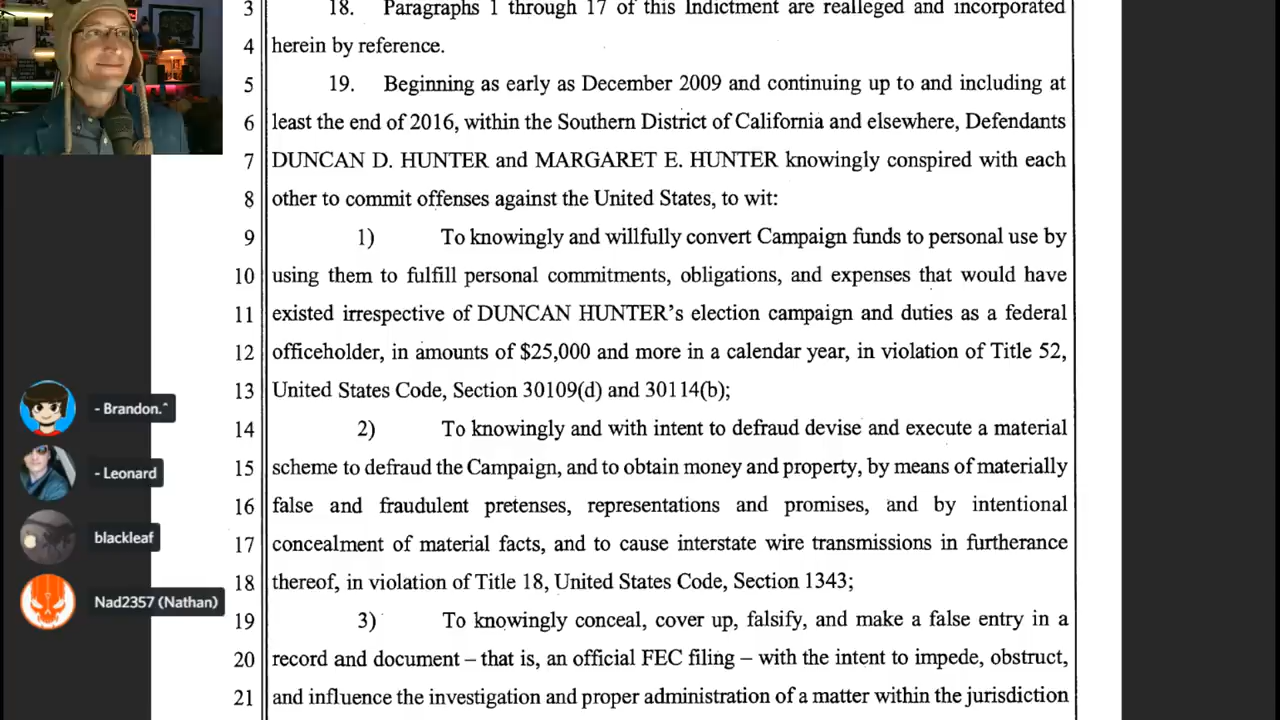 3 18. Paragraphs 1 through 17 of this Indictment are realleged and incorporated
4 herein by reference.
5 19. Beginning as early as December 2009 and continuing up to and including at
6 least the end of 2016, within the Southern District of California and elsewhere, Defendants
7 DUNCAN D. HUNTER and MARGARET E. HUNTER knowingly conspired with each
8 other to commit offenses against the United States, to wit:
9 1) To knowingly and willfully convert Campaign funds to personal use by
10 using them to fulfill personal commitments, obligations, and expenses that would have
11 existed irrespective of DUNCAN HUNTER's election campaign and duties as a federal
12 officeholder, in amounts of $25,000 and more in a calendar year, in violation of Title 52,
13 United States Code, Section 30109(d) and 30114(b);
14 2) To knowingly and with intent to defraud devise and execute a material
15 scheme to defraud the Campaign, and to obtain money and property, by means of materially
16 false and fraudulent pretenses, representations and promises, and by intentional
17 concealment of material facts, and to cause interstate wire transmissions in furtherance
18 thereof, in violation of Title 18, United States Code, Section 1343;
19 3) To knowingly conceal, cover up, falsify, and make a false entry in a
20 record and document – that is, an official FEC filing – with the intent to impede, obstruct,
21 and influence the investigation and proper administration of a matter within the jurisdiction
- Brandon.^
- Leonard
blackleaf
Nad2357 (Nathan)